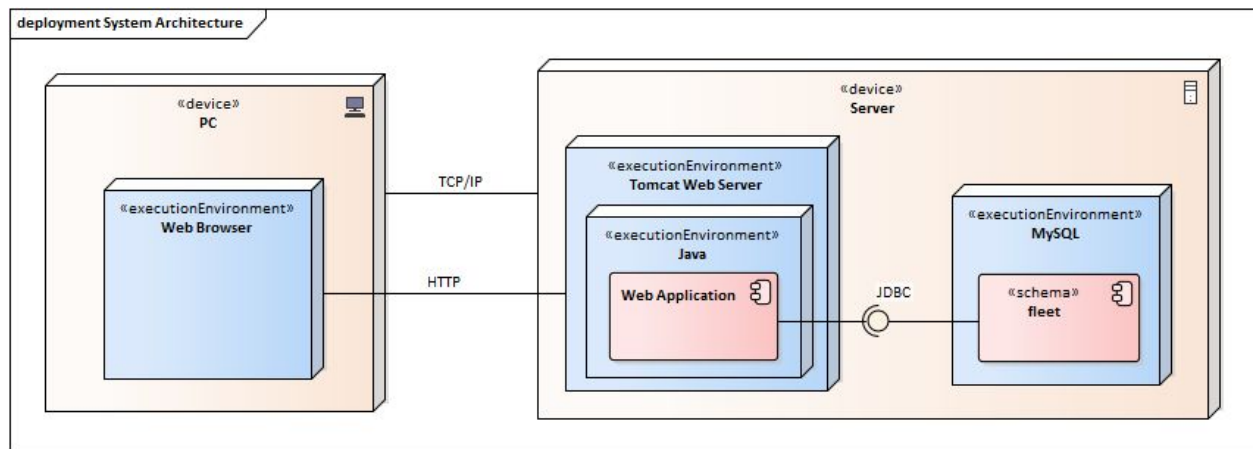 deployment System Architecture
«device»
PC
«executionEnvironment»
Web Browser
TCP/IP
HTTP
«device»
Server
«executionEnvironment»
Tomcat Web Server
«executionEnvironment»
Java
Web Application
JDBC
«executionEnvironment»
MySQL
«schema»
fleet